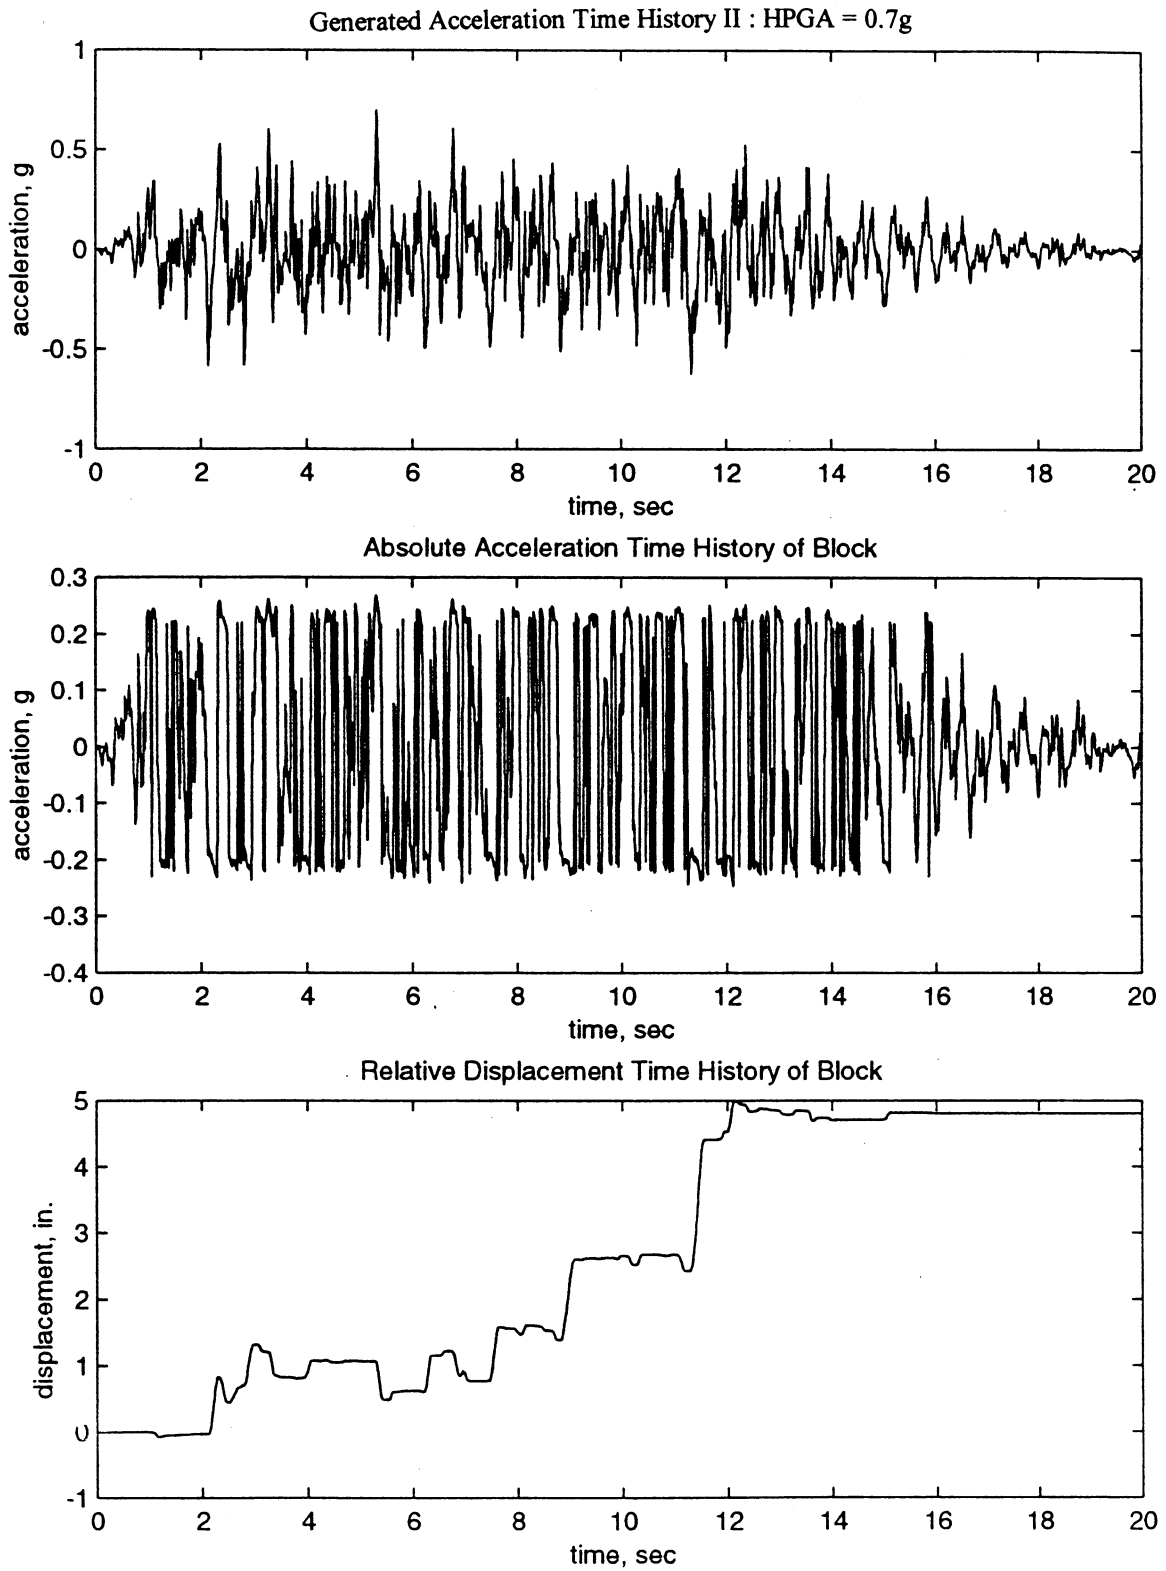 Generated Acceleration Time History II : HPGA = 0.7g
1
0.5
0
-0.5
-1
acceleration, g
0 2 4 6 8 10 12 14 16 18 20
time, sec
Absolute Acceleration Time History of Block
0.3
0.2
0.1
0
-0.1
-0.2
-0.3
-0.4
acceleration, g
0 2 4 6 8 10 12 14 16 18 20
time, sec
Relative Displacement Time History of Block
5
4
3
2
1
0
-1
displacement, in.
0 2 4 6 8 10 12 14 16 18 20
time, sec